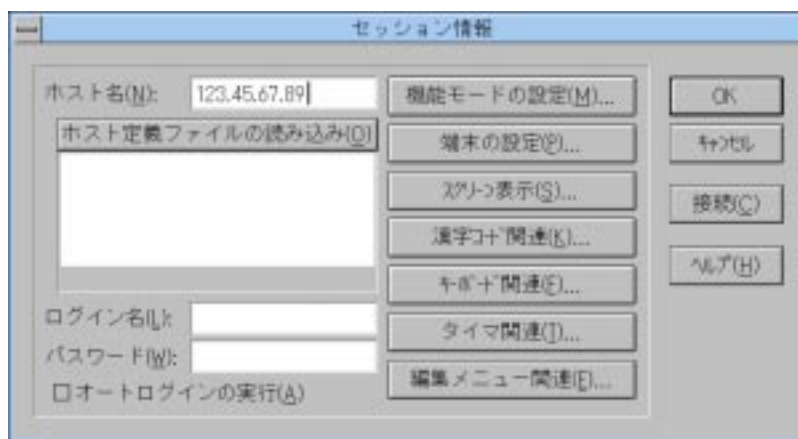 セッション情報
ホスト名(N): 123.45.67.89
ホスト定義ファイルの読み込み(O)
ログイン名(L):
パスワード(W):
□オートログインの実行(A)
機能モードの設定(M)...
端末の設定(P)...
スクリーン表示(S)...
漢字コード関連(K)...
キーボード関連(E)...
タイマ関連(T)...
編集メニュー関連(E)...
OK
キャンセル
接続(C)
ヘルプ(H)